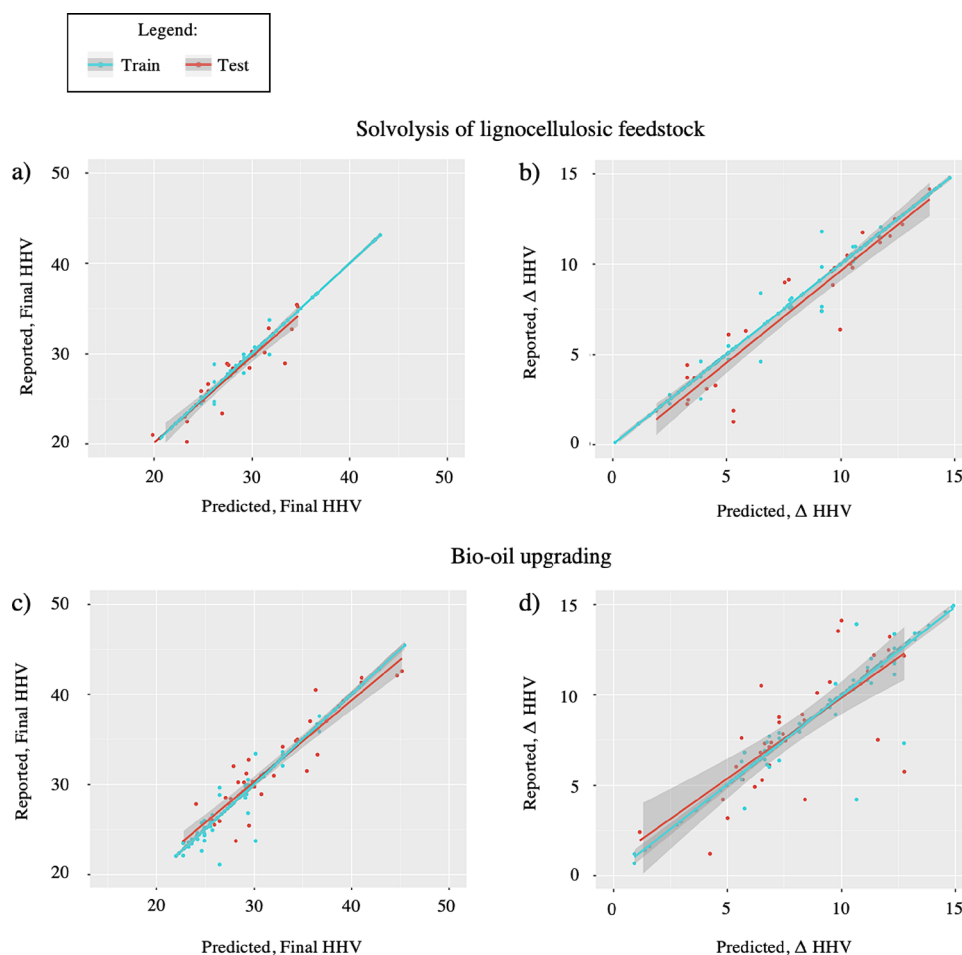 Legend:
Train Test
Solvolysis of lignocellulosic feedstock
a)
50
40
30
20
20 30 40 50
Reported, Final HHV
Predicted, Final HHV
b)
15
10
5
0
0 5 10 15
Reported, Δ HHV
Predicted, Δ HHV
Bio-oil upgrading
c)
50
40
30
20
20 30 40 50
Reported, Final HHV
Predicted, Final HHV
d)
15
10
5
0
0 5 10 15
Reported, Δ HHV
Predicted, Δ HHV